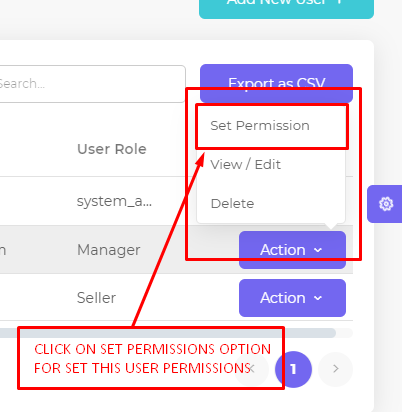 Add New User +
Search...
Export as CSV
Set Permission
User Role
View / Edit
system_a...
Delete
Manager
Action
Seller
Action
CLICK ON SET PERMISSIONS OPTION
FOR SET THIS USER PERMISSIONS
1